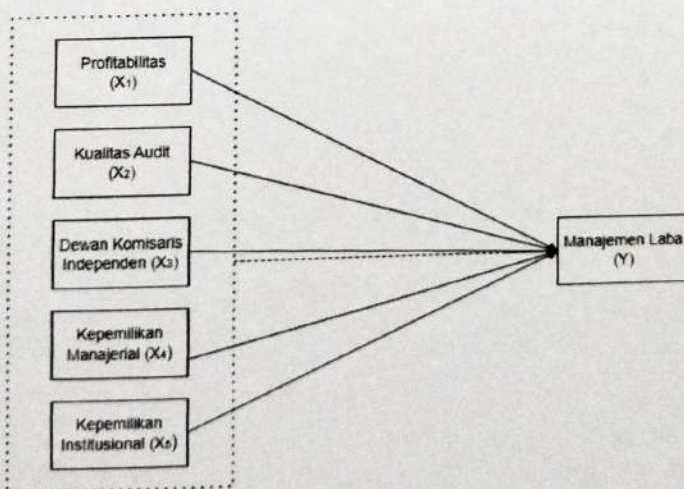 Profitabilitas
(X1)
Kualitas Audit
(X2)
Dewan Komisaris
Independen (X3)
Kepemilikan
Manajerial (X4)
Kepemilikan
Institusional (X5)
Manajemen Laba
(Y)